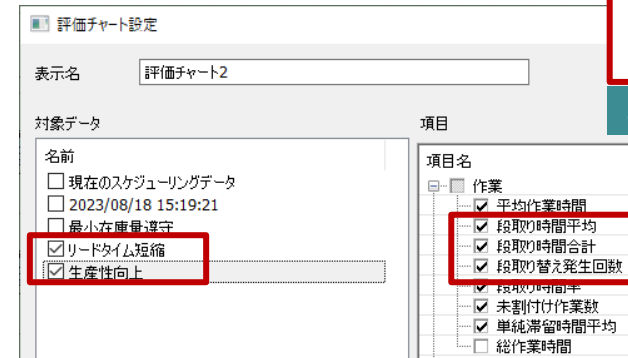 評価チャート設定
表示名
評価チャート2
対象データ
項目
名前
現在のスケジューリングデータ
2023/08/18 15:19:21
最小在庫量遵守
リードタイム短縮
生産性向上
項目名
作業
平均作業時間
段取り時間平均
段取り時間合計
段取り替え発生回数
段取り時間率
未割付け作業数
単純滞留時間平均
総作業時間